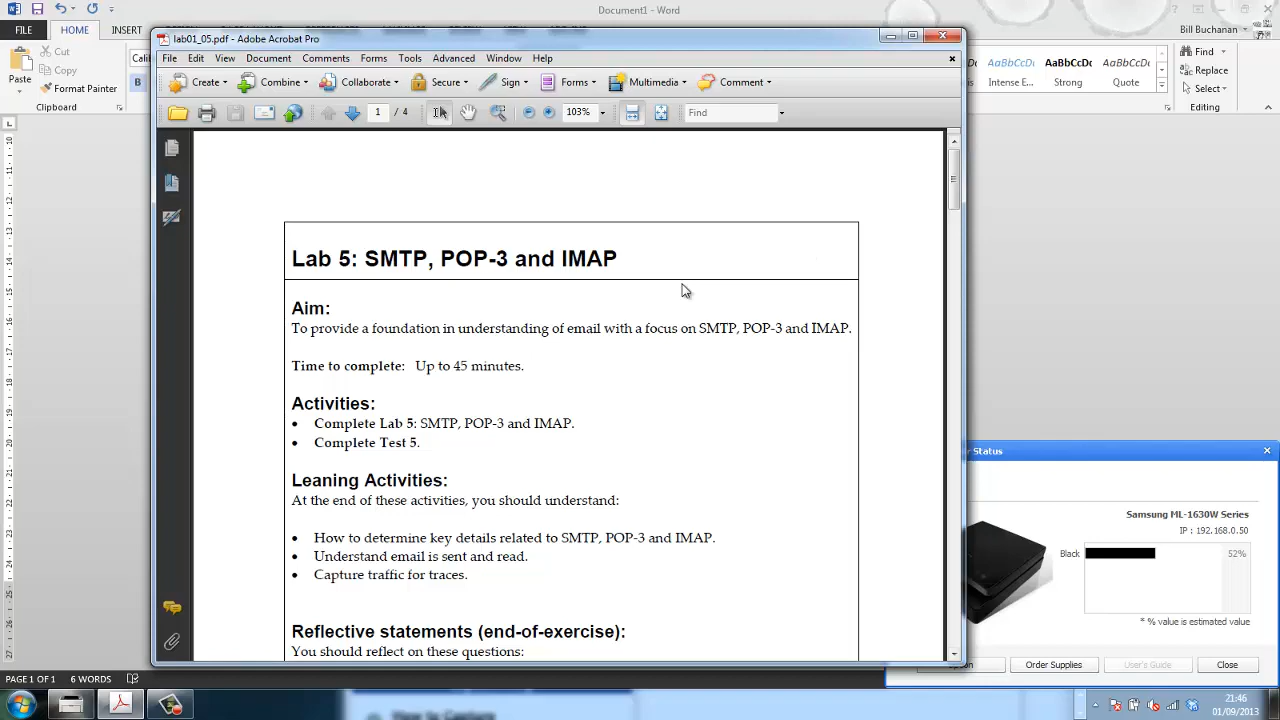 Document1 - Word
FILE
HOME
INSERT
Bill Buchanan
Paste
Cut
Copy
Format Painter
Clipboard
Calib
B
AaBbCcDd
AaBbCcDc
AaBbCcDd
Intense E...
Strong
Quote
Find
Replace
Select
Editing
lab01_05.pdf - Adobe Acrobat Pro
File Edit View Document Comments Forms Tools Advanced Window Help
Create Combine Collaborate Secure Sign Forms Multimedia Comment
1 / 4
103%
Find
Lab 5: SMTP, POP-3 and IMAP
Aim:
To provide a foundation in understanding of email with a focus on SMTP, POP-3 and IMAP.
Time to complete: Up to 45 minutes.
Activities:
• Complete Lab 5: SMTP, POP-3 and IMAP.
• Complete Test 5.
Leaning Activities:
At the end of these activities, you should understand:
• How to determine key details related to SMTP, POP-3 and IMAP.
• Understand email is sent and read.
• Capture traffic for traces.
Reflective statements (end-of-exercise):
You should reflect on these questions:
r Status
Samsung ML-1630W Series
IP : 192.168.0.50
Black
52%
* % value is estimated value
Order Supplies
User's Guide
Close
PAGE 1 OF 1
6 WORDS
21:46
01/09/2013